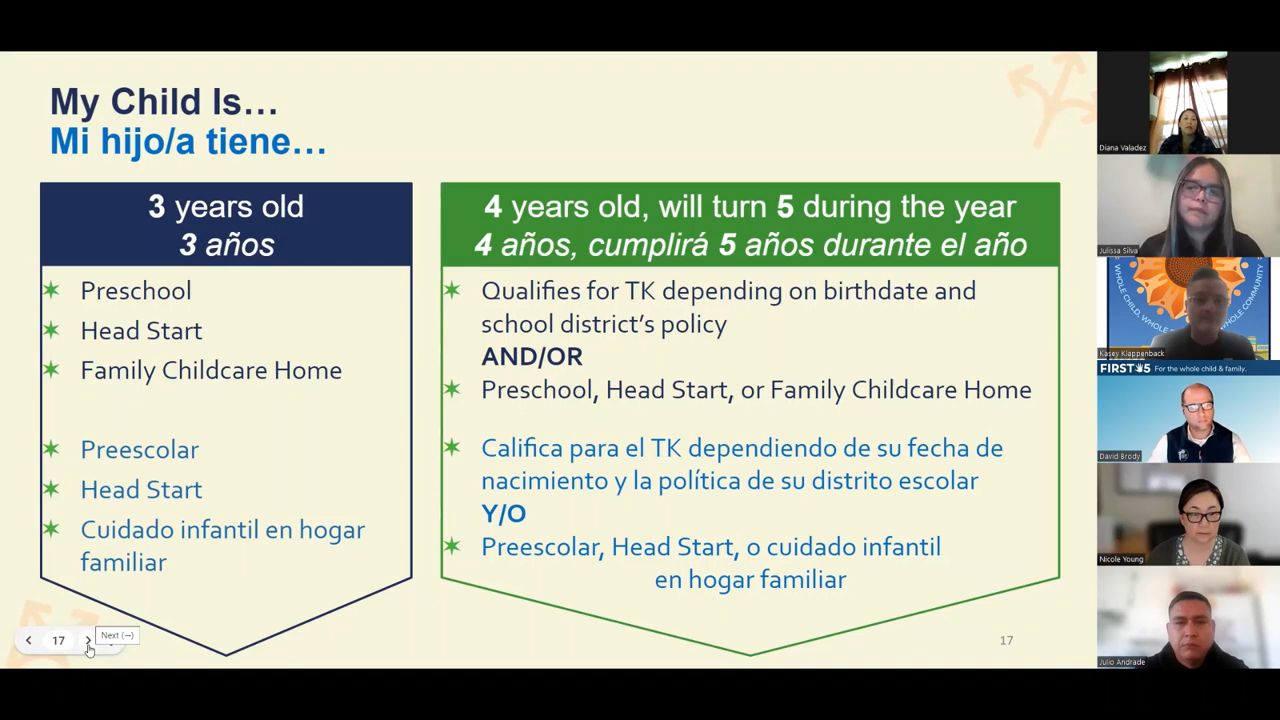 My Child Is…
Mi hijo/a tiene…
3 years old
3 años
Preschool
Head Start
Family Childcare Home
Preescolar
Head Start
Cuidado infantil en hogar
familiar
4 years old, will turn 5 during the year
4 años, cumplirá 5 años durante el año
Qualifies for TK depending on birthdate and
school district’s policy
AND/OR
Preschool, Head Start, or Family Childcare Home
Califica para el TK dependiendo de su fecha de
nacimiento y la política de su distrito escolar
Y/O
Preescolar, Head Start, o cuidado infantil
en hogar familiar
17
Next (→)
17
Diana Valadez
Julissa Silva
WHOLE CHILD, WHOLE COMMUNITY
Kasey Klappenback
FIRST 5 For the whole child & family.
David Brody
Nicole Young
Julio Andrade